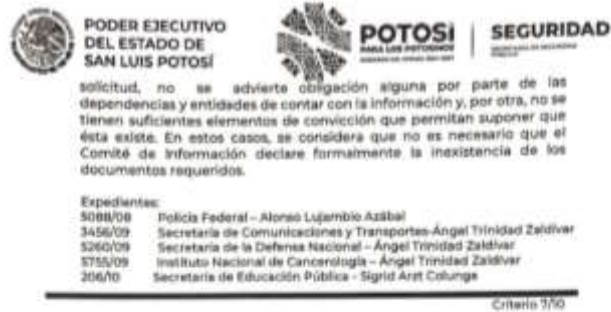 PODER EJECUTIVO
DEL ESTADO DE
SAN LUIS POTOSÍ
POTOSÍ
PARA LOS POTOSINOS
SEGURIDAD
solicitud, no se advierte obligación alguna por parte de las
dependencias y entidades de contar con la información y, por otra, no se
tienen suficientes elementos de convicción que permitan suponer que
ésta existe. En estos casos, se considera que no es necesario que el
Comité de Información declare formalmente la inexistencia de los
documentos requeridos.
Expedientes:
5088/08 Policía Federal – Alonso Lujambio Azábal
3456/09 Secretaría de Comunicaciones y Transportes-Ángel Trinidad Zaldívar
5260/09 Secretaría de la Defensa Nacional – Ángel Trinidad Zaldívar
5755/09 Instituto Nacional de Cancerología – Ángel Trinidad Zaldívar
206/10 Secretaría de Educación Pública - Sigrid Arzt Colunga
Criterio 7/10